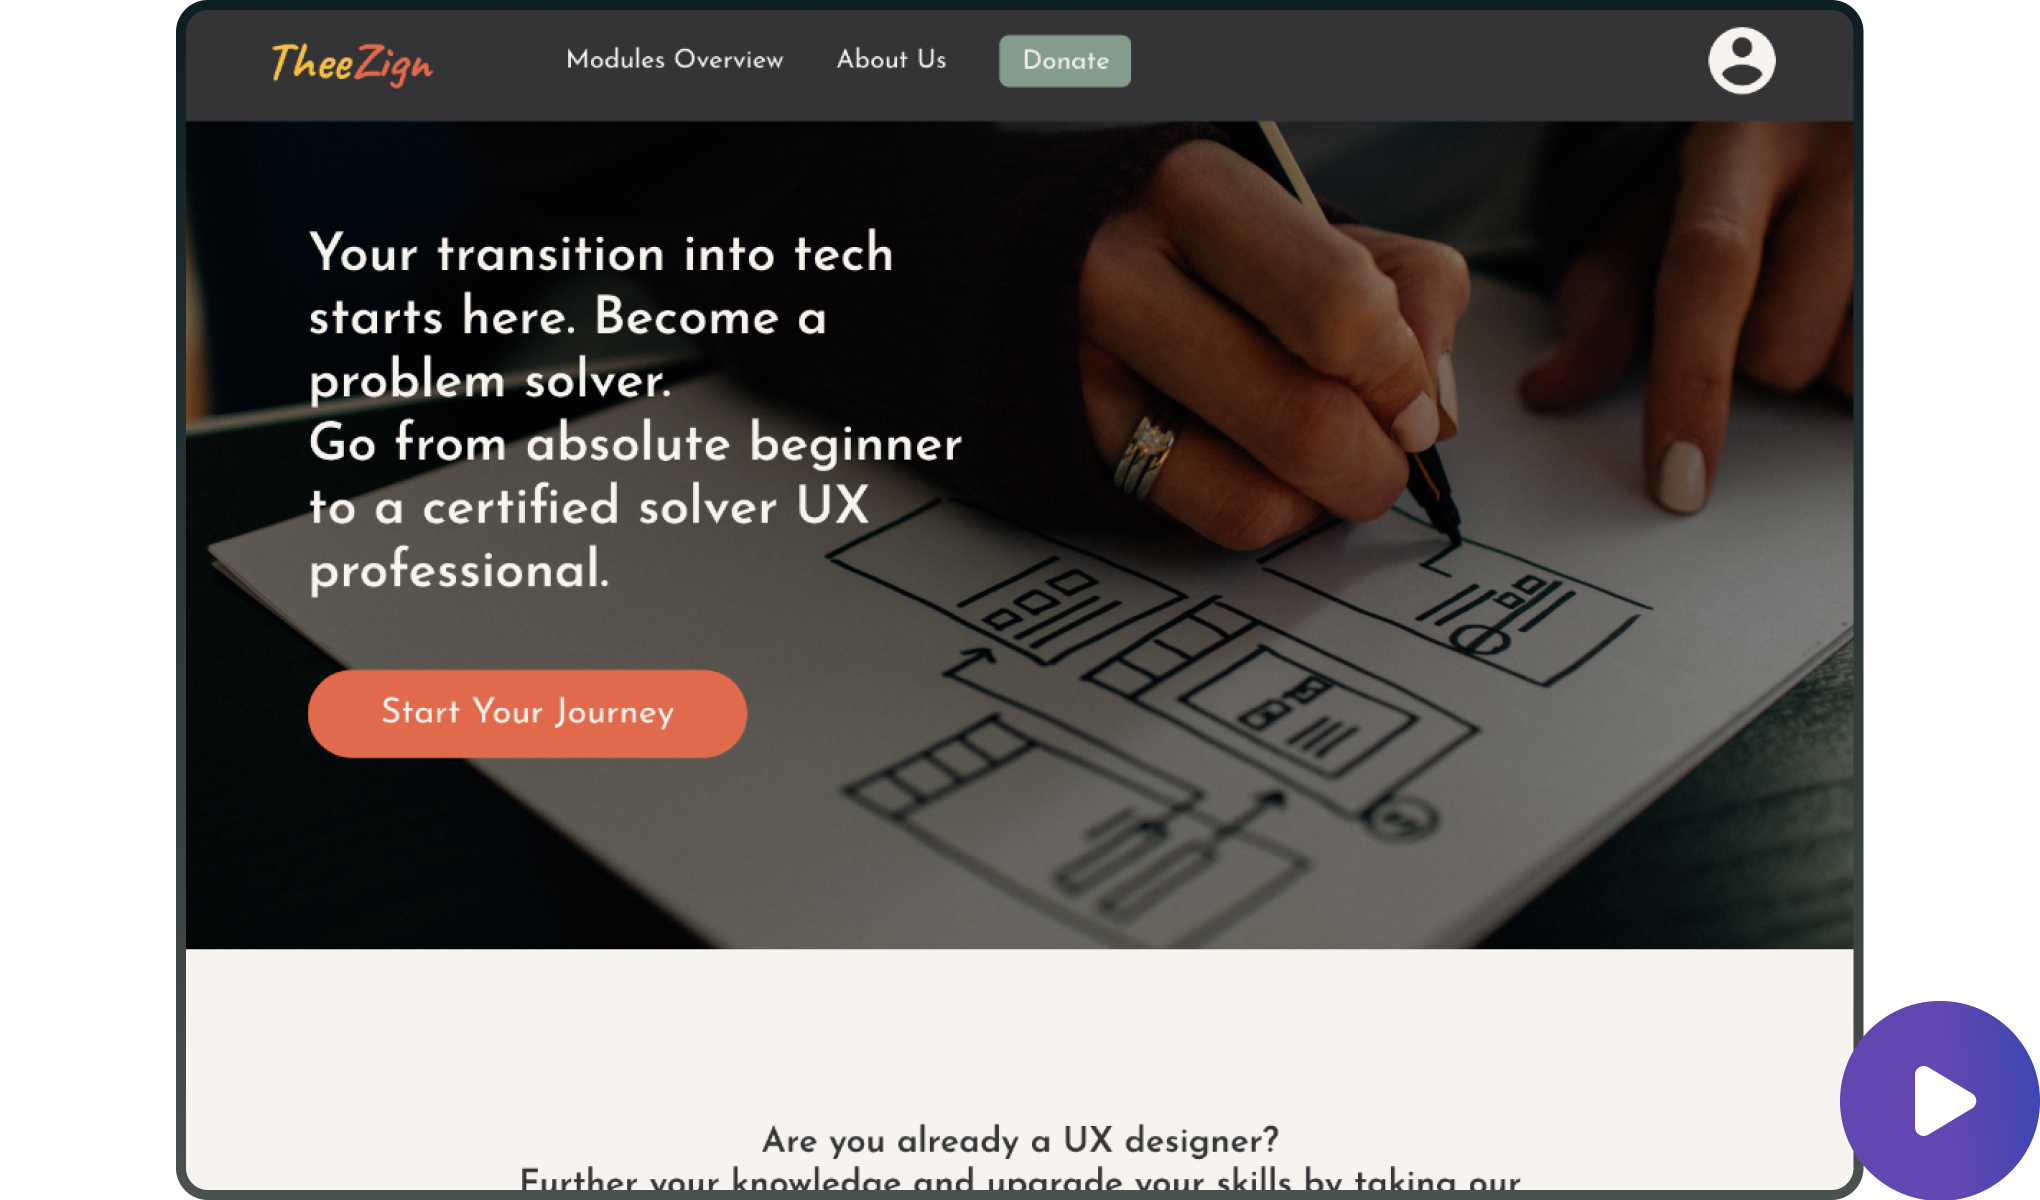 TheeZign
Modules Overview
About Us
Donate
Your transition into tech
starts here. Become a
problem solver.
Go from absolute beginner
to a certified solver UX
professional.
Start Your Journey
Are you already a UX designer?
Further your knowledge and upgrade your skills by taking our